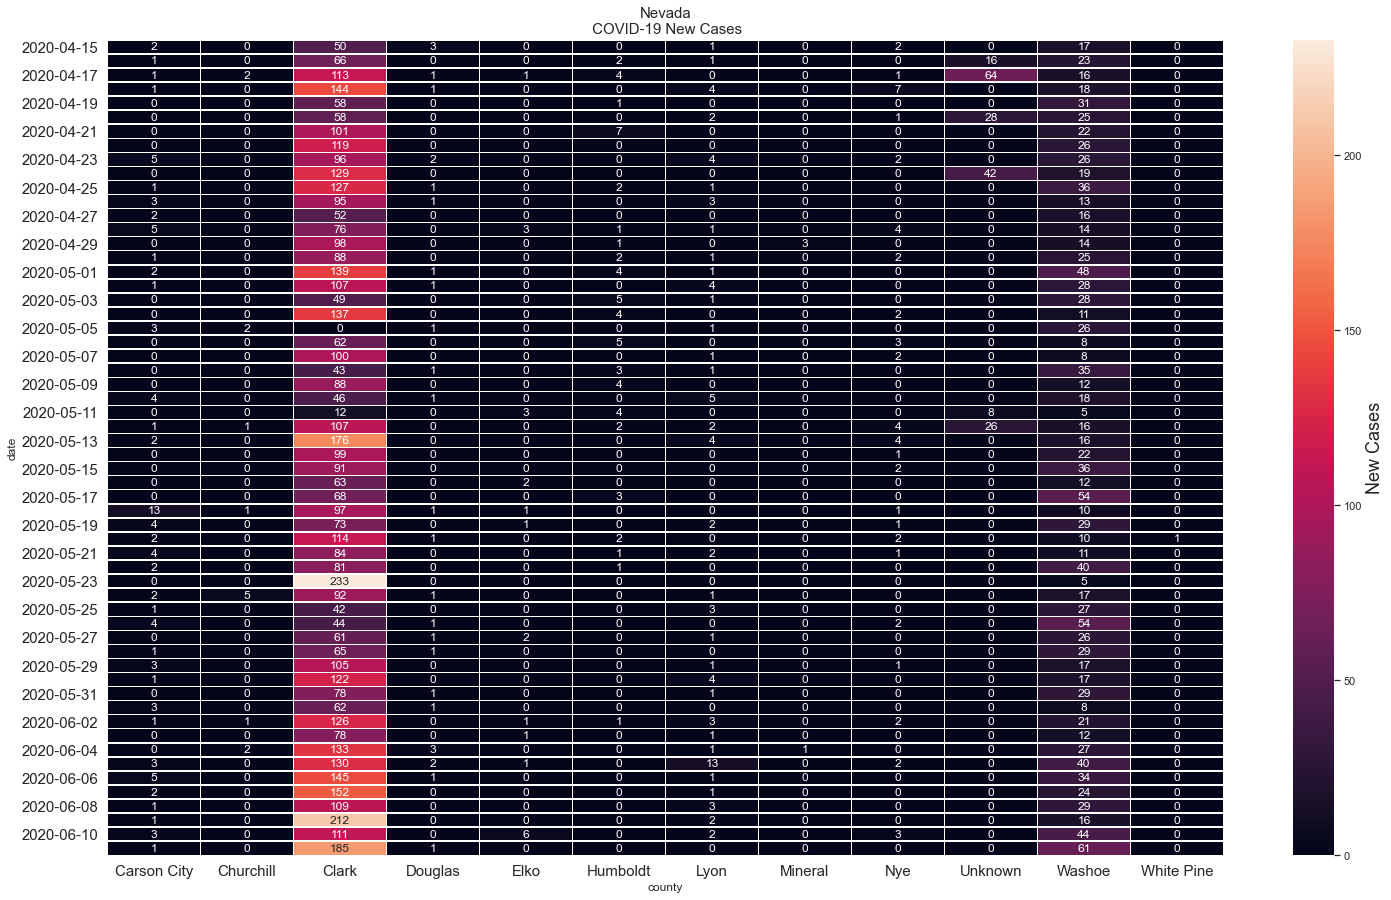 Nevada
COVID-19 New Cases
2020-04-15 2 0 50 3 0 0 1 0 2 0 17 0
1 0 66 0 0 2 1 0 0 16 23 0
2020-04-17 1 2 113 1 1 4 0 0 1 64 16 0
1 0 144 1 0 0 4 0 7 0 18 0
2020-04-19 0 0 58 0 0 1 0 0 0 0 31 0
0 0 58 0 0 0 2 0 1 28 25 0
2020-04-21 0 0 101 0 0 7 0 0 0 0 22 0
0 0 119 0 0 0 0 0 0 0 26 0
2020-04-23 5 0 96 2 0 0 4 0 2 0 26 0
0 0 129 0 0 0 0 0 0 42 19 0
2020-04-25 1 0 127 1 0 2 1 0 0 0 36 0
3 0 95 1 0 0 3 0 0 0 13 0
2020-04-27 2 0 52 0 0 0 0 0 0 0 16 0
5 0 76 0 3 1 1 0 4 0 14 0
2020-04-29 0 0 98 0 0 1 0 3 0 0 14 0
1 0 88 0 0 2 1 0 2 0 25 0
2020-05-01 2 0 139 1 0 4 1 0 0 0 48 0
1 0 107 1 0 0 4 0 0 0 28 0
2020-05-03 0 0 49 0 0 5 1 0 0 0 28 0
0 0 137 0 0 4 0 0 2 0 11 0
2020-05-05 3 2 0 1 0 0 1 0 0 0 26 0
0 0 62 0 0 5 0 0 3 0 8 0
2020-05-07 0 0 100 0 0 0 1 0 2 0 8 0
0 0 43 1 0 3 1 0 0 0 35 0
2020-05-09 0 0 88 0 0 4 0 0 0 0 12 0
4 0 46 1 0 0 5 0 0 0 18 0
2020-05-11 0 0 12 0 3 4 0 0 0 8 5 0
1 1 107 0 0 2 2 0 4 26 16 0
2020-05-13 2 0 176 0 0 0 4 0 4 0 16 0
0 0 99 0 0 0 0 0 1 0 22 0
2020-05-15 0 0 91 0 0 0 0 0 2 0 36 0
0 0 63 0 2 0 0 0 0 0 12 0
2020-05-17 0 0 68 0 0 3 0 0 0 0 54 0
13 1 97 1 1 0 0 0 1 0 10 0
2020-05-19 4 0 73 0 1 0 2 0 1 0 29 0
2 0 114 1 0 2 0 0 2 0 10 1
2020-05-21 4 0 84 0 0 1 2 0 1 0 11 0
2 0 81 0 0 1 0 0 0 0 40 0
2020-05-23 0 0 233 0 0 0 0 0 0 0 5 0
2 5 92 1 0 0 1 0 0 0 17 0
2020-05-25 1 0 42 0 0 0 3 0 0 0 27 0
4 0 44 1 0 0 0 0 2 0 54 0
2020-05-27 0 0 61 1 2 0 1 0 0 0 26 0
1 0 65 1 0 0 0 0 0 0 29 0
2020-05-29 3 0 105 0 0 0 1 0 1 0 17 0
1 0 122 0 0 0 4 0 0 0 17 0
2020-05-31 0 0 78 1 0 0 1 0 0 0 29 0
3 0 62 1 0 0 0 0 0 0 8 0
2020-06-02 1 1 126 0 1 1 3 0 2 0 21 0
0 0 78 0 1 0 1 0 0 0 12 0
2020-06-04 0 2 133 3 0 0 1 1 0 0 27 0
3 0 130 2 1 0 13 0 2 0 40 0
2020-06-06 5 0 145 1 0 0 1 0 0 0 34 0
2 0 152 0 0 0 1 0 0 0 24 0
2020-06-08 1 0 109 0 0 0 3 0 0 0 29 0
1 0 212 0 0 0 2 0 0 0 16 0
2020-06-10 3 0 111 0 6 0 2 0 3 0 44 0
1 0 185 1 0 0 0 0 0 0 61 0
Carson City Churchill Clark Douglas Elko Humboldt Lyon Mineral Nye Unknown Washoe White Pine
county
date
200
150
100
50
0
New Cases